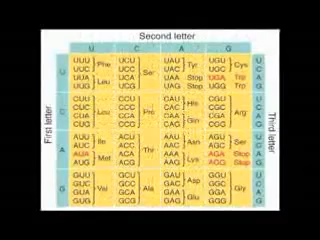 Second letter
U C A G
UUU UCU UAU UGU U
UUC Phe UCC UAC Tyr UGC Cys C
U UUA UCA Ser UAA Stop UGA Trp A
UUG Leu UCG UAG Stop UGG Trp G
CUU CCU CAU CGU U
CUC Leu CCC CAC His CGC C
C CUA CCA Pro CAA CGA Arg A
CUG Leu CCG CAG Gln CGG G
AUU ACU AAU AGU U
AUC Ile ACC AAC Asn AGC Ser C
A AUA ACA Thr AAA AGA Stop A
AUG Met ACG AAG Lys AGG Stop G
GUU GCU GAU GGU U
GUC GCC GAC Asp GGC C
G GUA Val GCA Ala GAA GGA Gly A
GUG GCG GAG Glu GGG G
First letter
Third letter